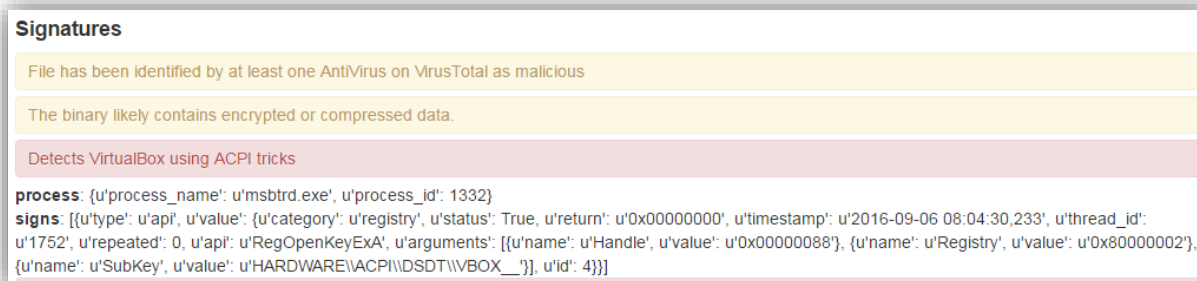 Signatures
File has been identified by at least one AntiVirus on VirusTotal as malicious
The binary likely contains encrypted or compressed data.
Detects VirtualBox using ACPI tricks
process: {u'process_name': u'msbtrd.exe', u'process_id': 1332}
signs: [{u'type': u'api', u'value': {u'category': u'registry', u'status': True, u'return': u'0x00000000', u'timestamp': u'2016-09-06 08:04:30,233', u'thread_id':
u'1752', u'repeated': 0, u'api': u'RegOpenKeyExA', u'arguments': [{u'name': u'Handle', u'value': u'0x00000088'}, {u'name': u'Registry', u'value': u'0x80000002'},
{u'name': u'SubKey', u'value': u'HARDWARE\\ACPI\\DSDT\\VBOX__'}], u'id': 4}}]